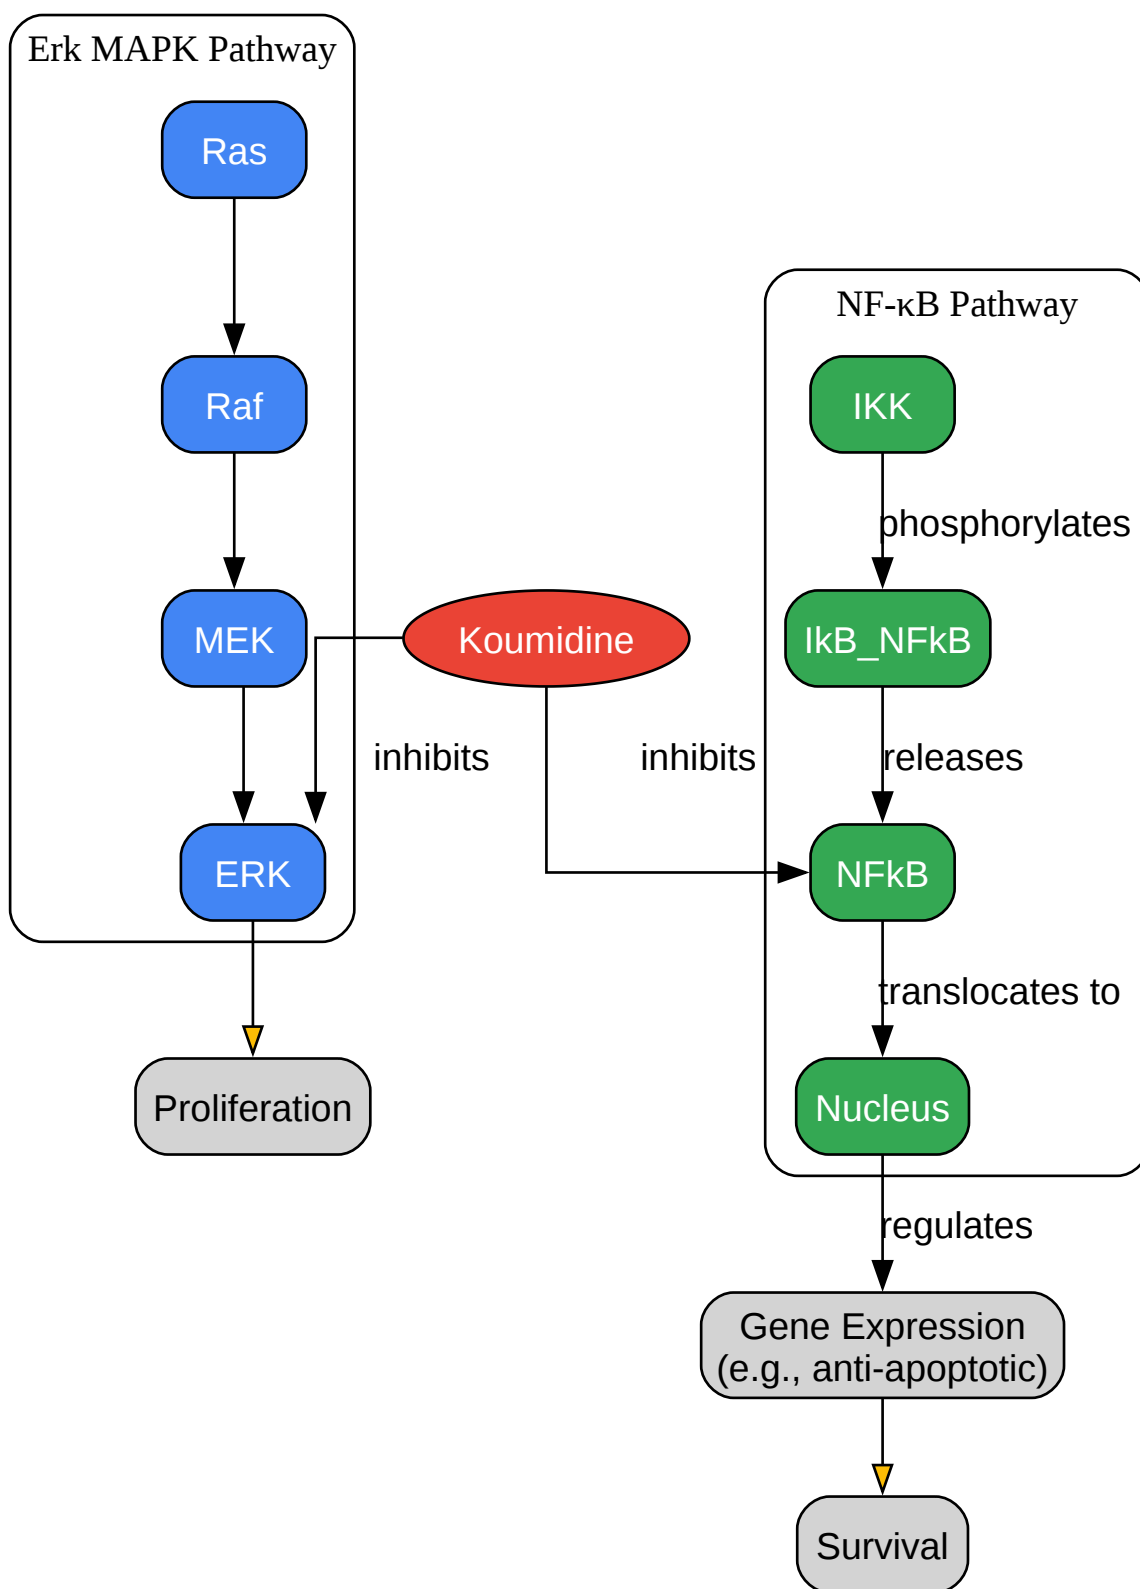 Erk MAPK Pathway
Ras
Raf
MEK
ERK
Proliferation
Koumidine
inhibits
inhibits
NF-κB Pathway
IKK
phosphorylates
IkB_NFkB
releases
NFkB
translocates to
Nucleus
regulates
Gene Expression
(e.g., anti-apoptotic)
Survival